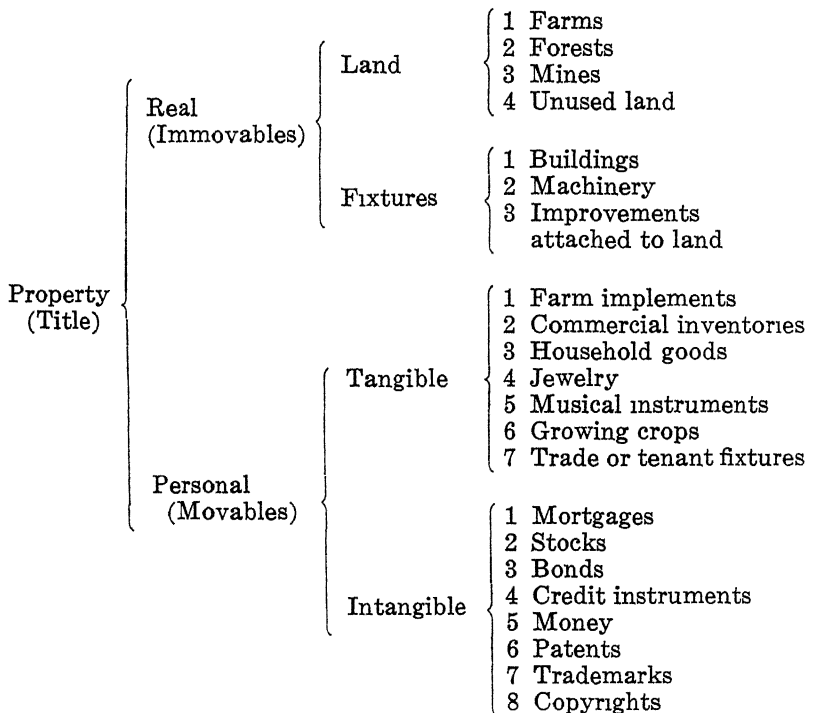 Property
(Title)
Real
(Immovables)
Land
1 Farms
2 Forests
3 Mines
4 Unused land
Fixtures
1 Buildings
2 Machinery
3 Improvements
attached to land
Personal
(Movables)
Tangible
1 Farm implements
2 Commercial inventories
3 Household goods
4 Jewelry
5 Musical instruments
6 Growing crops
7 Trade or tenant fixtures
Intangible
1 Mortgages
2 Stocks
3 Bonds
4 Credit instruments
5 Money
6 Patents
7 Trademarks
8 Copyrights